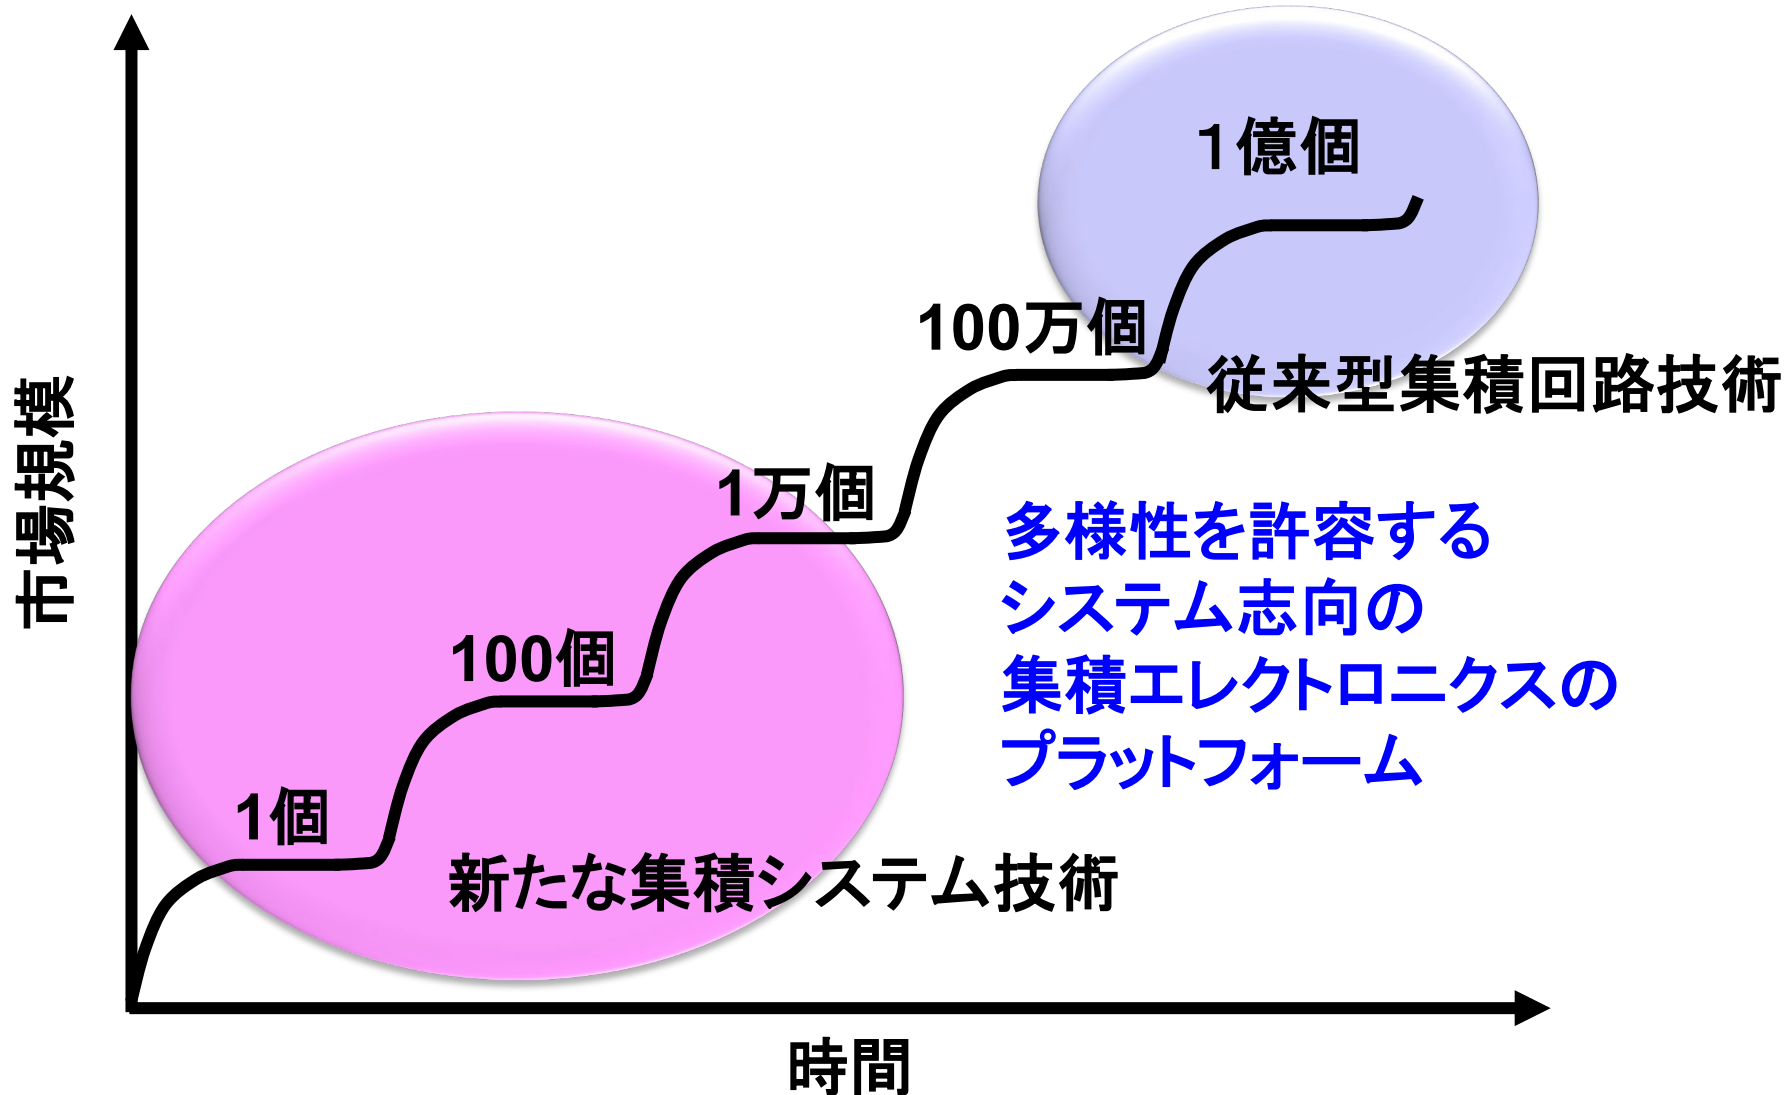 1億個
100万個
従来型集積回路技術
1万個
100個
1個
新たな集積システム技術
多様性を許容する
システム志向の
集積エレクトロニクスの
プラットフォーム
市場規模
時間